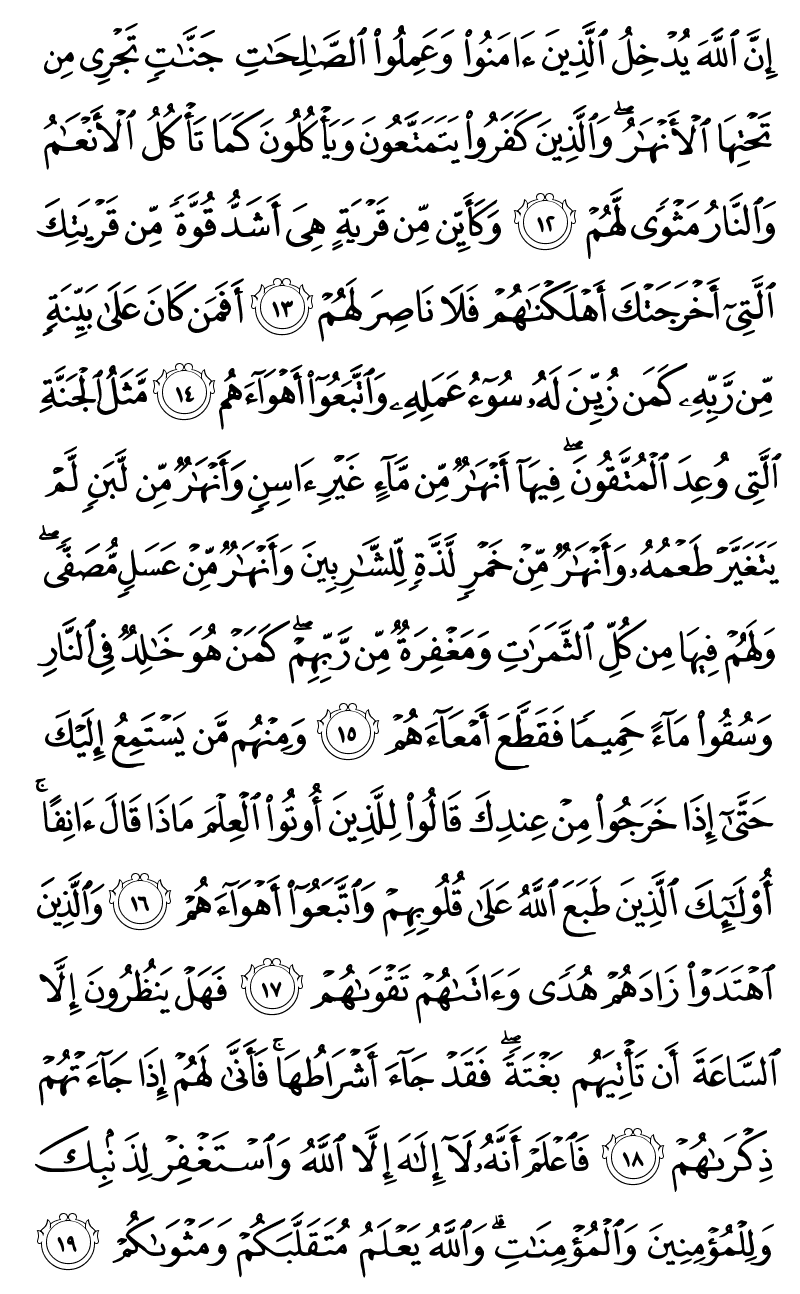 إِنَّ ٱللَّهَ يُدْخِلُ ٱلَّذِينَ ءَامَنُوا۟ وَعَمِلُوا۟ ٱلصَّـٰلِحَـٰتِ جَنَّـٰتٍ تَجْرِى مِن
تَحْتِهَا ٱلْأَنْهَـٰرُ ۖ وَٱلَّذِينَ كَفَرُوا۟ يَتَمَتَّعُونَ وَيَأْكُلُونَ كَمَا تَأْكُلُ ٱلْأَنْعَـٰمُ
وَٱلنَّارُ مَثْوًى لَّهُمْ ١٢ وَكَأَيِّن مِّن قَرْيَةٍ هِىَ أَشَدُّ قُوَّةً مِّن قَرْيَتِكَ
ٱلَّتِىٓ أَخْرَجَتْكَ أَهْلَكْنَـٰهُمْ فَلَا نَاصِرَ لَهُمْ ١٣ أَفَمَن كَانَ عَلَىٰ بَيِّنَةٍ
مِّن رَّبِّهِۦ كَمَن زُيِّنَ لَهُۥ سُوٓءُ عَمَلِهِۦ وَٱتَّبَعُوٓا۟ أَهْوَآءَهُم ١٤ مَّثَلُ ٱلْجَنَّةِ
ٱلَّتِى وُعِدَ ٱلْمُتَّقُونَ ۖ فِيهَآ أَنْهَـٰرٌ مِّن مَّآءٍ غَيْرِ ءَاسِنٍ وَأَنْهَـٰرٌ مِّن لَّبَنٍ لَّمْ
يَتَغَيَّرْ طَعْمُهُۥ وَأَنْهَـٰرٌ مِّنْ خَمْرٍ لَّذَّةٍ لِّلشَّـٰرِبِينَ وَأَنْهَـٰرٌ مِّنْ عَسَلٍ مُّصَفًّى ۖ
وَلَهُمْ فِيهَا مِن كُلِّ ٱلثَّمَرَٰتِ وَمَغْفِرَةٌ مِّن رَّبِّهِمْ ۖ كَمَنْ هُوَ خَـٰلِدٌ فِى ٱلنَّارِ
وَسُقُوا۟ مَآءً حَمِيمًا فَقَطَّعَ أَمْعَآءَهُمْ ١٥ وَمِنْهُم مَّن يَسْتَمِعُ إِلَيْكَ
حَتَّىٰٓ إِذَا خَرَجُوا۟ مِنْ عِندِكَ قَالُوا۟ لِلَّذِينَ أُوتُوا۟ ٱلْعِلْمَ مَاذَا قَالَ ءَانِفًا ۚ
أُو۟لَـٰٓئِكَ ٱلَّذِينَ طَبَعَ ٱللَّهُ عَلَىٰ قُلُوبِهِمْ وَٱتَّبَعُوٓا۟ أَهْوَآءَهُمْ ١٦ وَٱلَّذِينَ
ٱهْتَدَوْا۟ زَادَهُمْ هُدًى وَءَاتَىٰهُمْ تَقْوَىٰهُمْ ١٧ فَهَلْ يَنظُرُونَ إِلَّا
ٱلسَّاعَةَ أَن تَأْتِيَهُم بَغْتَةً ۖ فَقَدْ جَآءَ أَشْرَاطُهَا ۚ فَأَنَّىٰ لَهُمْ إِذَا جَآءَتْهُمْ
ذِكْرَىٰهُمْ ١٨ فَٱعْلَمْ أَنَّهُۥ لَآ إِلَـٰهَ إِلَّا ٱللَّهُ وَٱسْتَغْفِرْ لِذَنۢبِكَ
وَلِلْمُؤْمِنِينَ وَٱلْمُؤْمِنَـٰتِ ۗ وَٱللَّهُ يَعْلَمُ مُتَقَلَّبَكُمْ وَمَثْوَىٰكُمْ ١٩